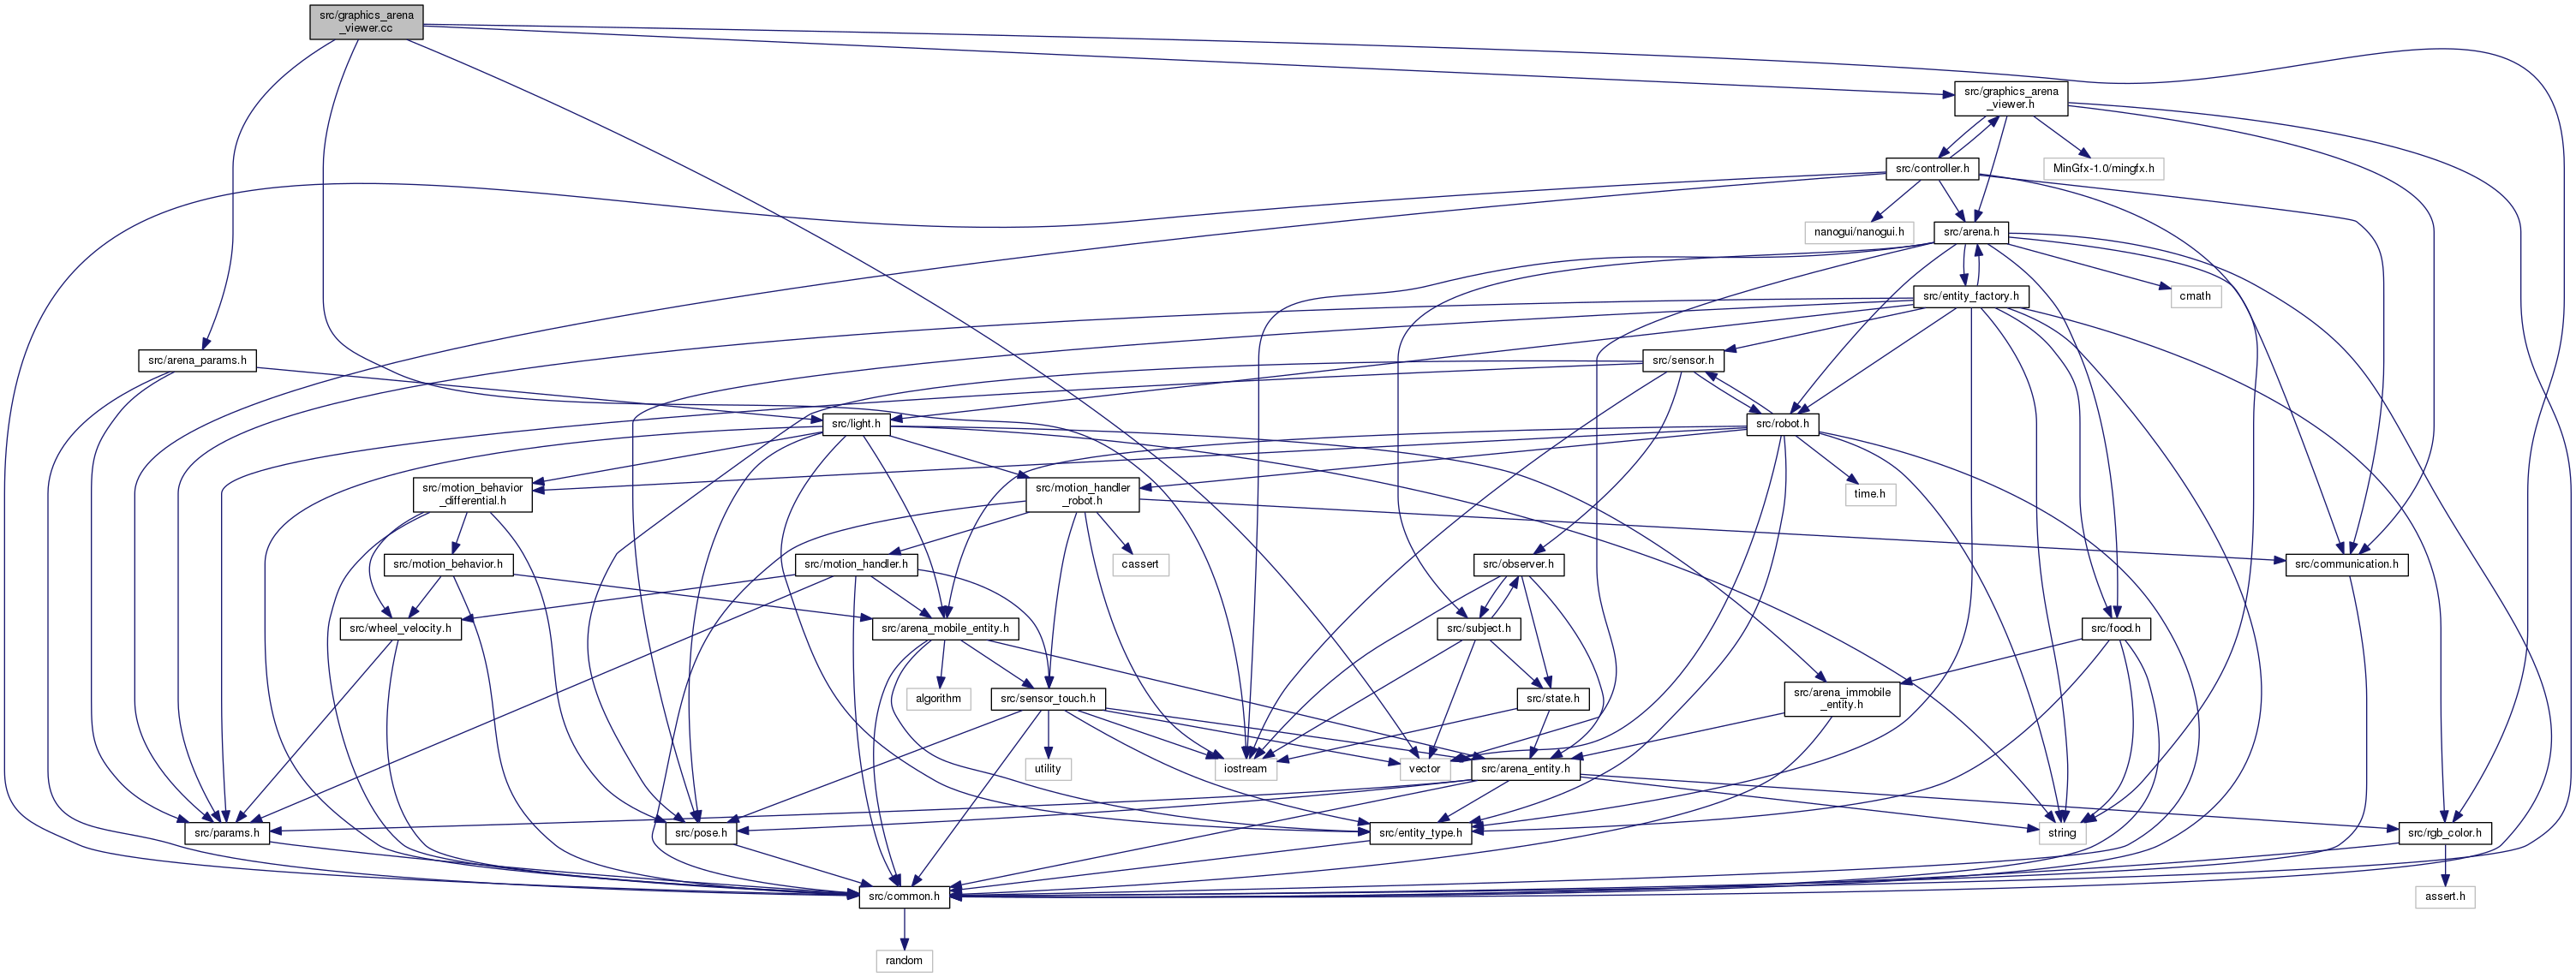 src/graphics_arena
_viewer.cc
src/graphics_arena
_viewer.h
src/controller.h
MinGfx-1.0/mingfx.h
nanogui/nanogui.h
src/arena.h
src/entity_factory.h
cmath
src/arena_params.h
src/sensor.h
src/light.h
src/robot.h
src/motion_behavior
_differential.h
src/motion_handler
_robot.h
time.h
src/motion_behavior.h
src/motion_handler.h
cassert
src/observer.h
src/communication.h
src/wheel_velocity.h
src/arena_mobile_entity.h
src/subject.h
src/food.h
algorithm
src/sensor_touch.h
src/state.h
src/arena_immobile
_entity.h
utility
iostream
vector
src/arena_entity.h
src/params.h
src/pose.h
src/entity_type.h
string
src/rgb_color.h
src/common.h
assert.h
random